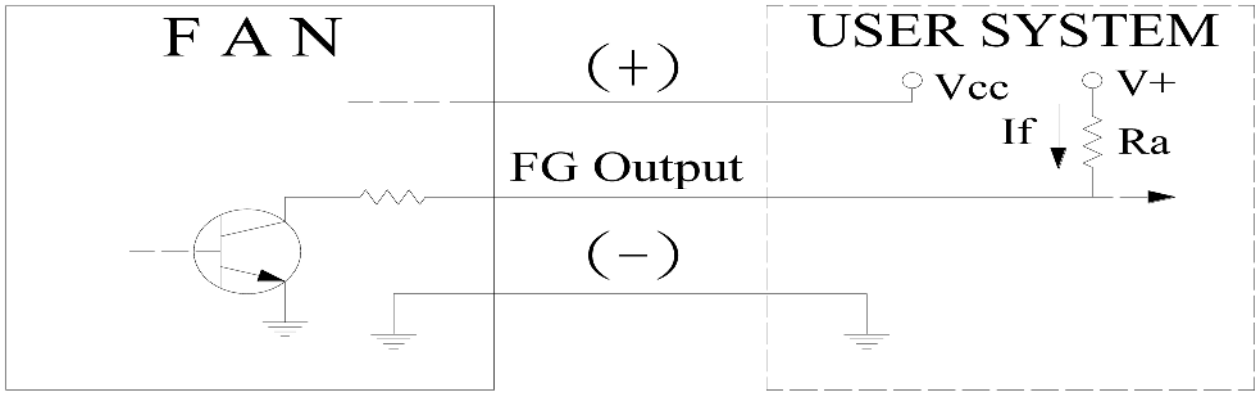 F A N
USER SYSTEM
(+)
Vcc
V+
If
Ra
FG Output
(−)